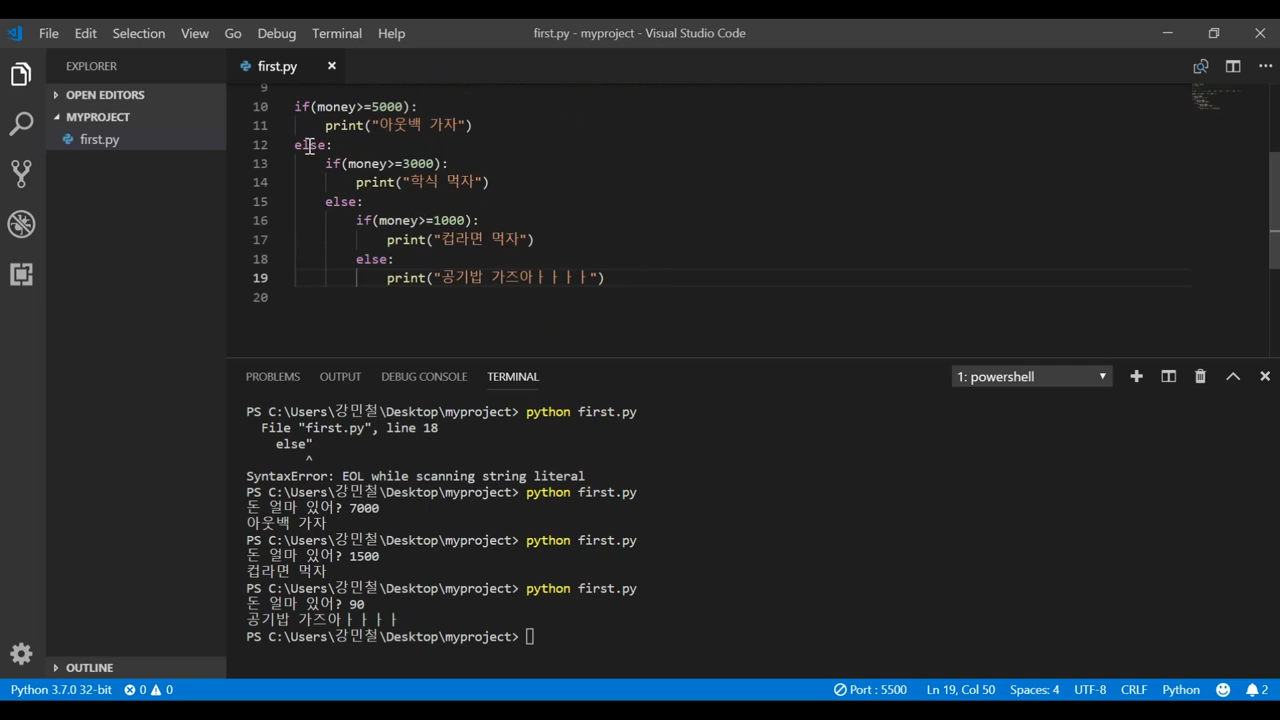 File Edit Selection View Go Debug Terminal Help first.py - myproject - Visual Studio Code
EXPLORER
first.py
OPEN EDITORS
MYPROJECT
first.py
9
10 if(money>=5000):
11 print("아웃백 가자")
12 else:
13 if(money>=3000):
14 print("학식 먹자")
15 else:
16 if(money>=1000):
17 print("컵라면 먹자")
18 else:
19 print("공기밥 가즈아ㅏㅏㅏㅏ")
20
PROBLEMS OUTPUT DEBUG CONSOLE TERMINAL 1: powershell
PS C:\Users\강민철\Desktop\myproject> python first.py
File "first.py", line 18
else"
^
SyntaxError: EOL while scanning string literal
PS C:\Users\강민철\Desktop\myproject> python first.py
돈 얼마 있어? 7000
아웃백 가자
PS C:\Users\강민철\Desktop\myproject> python first.py
돈 얼마 있어? 1500
컵라면 먹자
PS C:\Users\강민철\Desktop\myproject> python first.py
돈 얼마 있어? 90
공기밥 가즈아ㅏㅏㅏㅏ
PS C:\Users\강민철\Desktop\myproject>
OUTLINE
Python 3.7.0 32-bit 0 0 Port : 5500 Ln 19, Col 50 Spaces: 4 UTF-8 CRLF Python 2